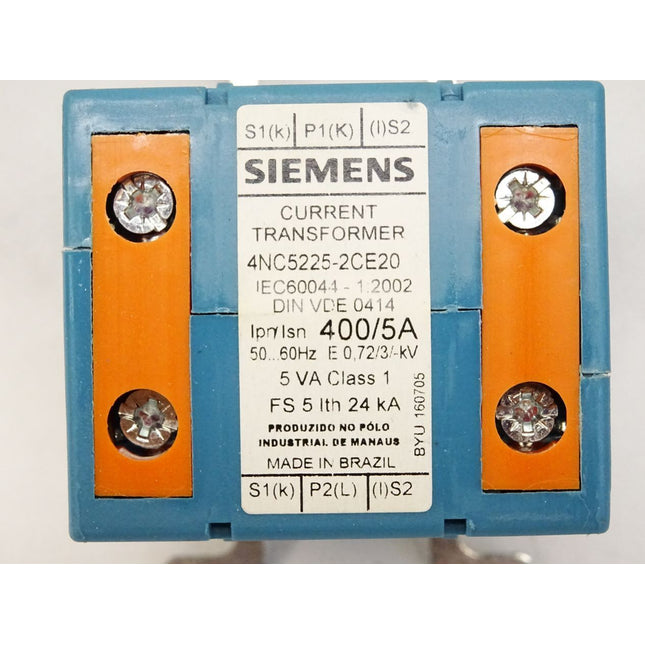 S1(k) | P1(K) | (l)S2
SIEMENS
CURRENT
TRANSFORMER
4NC5225-2CE20
IEC60044 - 1:2002
DIN VDE 0414
Ipn/Isn 400/5A
50...60Hz E 0,72/3/-kV
5 VA Class 1
FS 5 Ith 24 kA
PRODUZIDO NO PÓLO
INDUSTRIAL DE MANAUS
MADE IN BRAZIL
BYU 160705
S1(k) | P2(L) | (l)S2